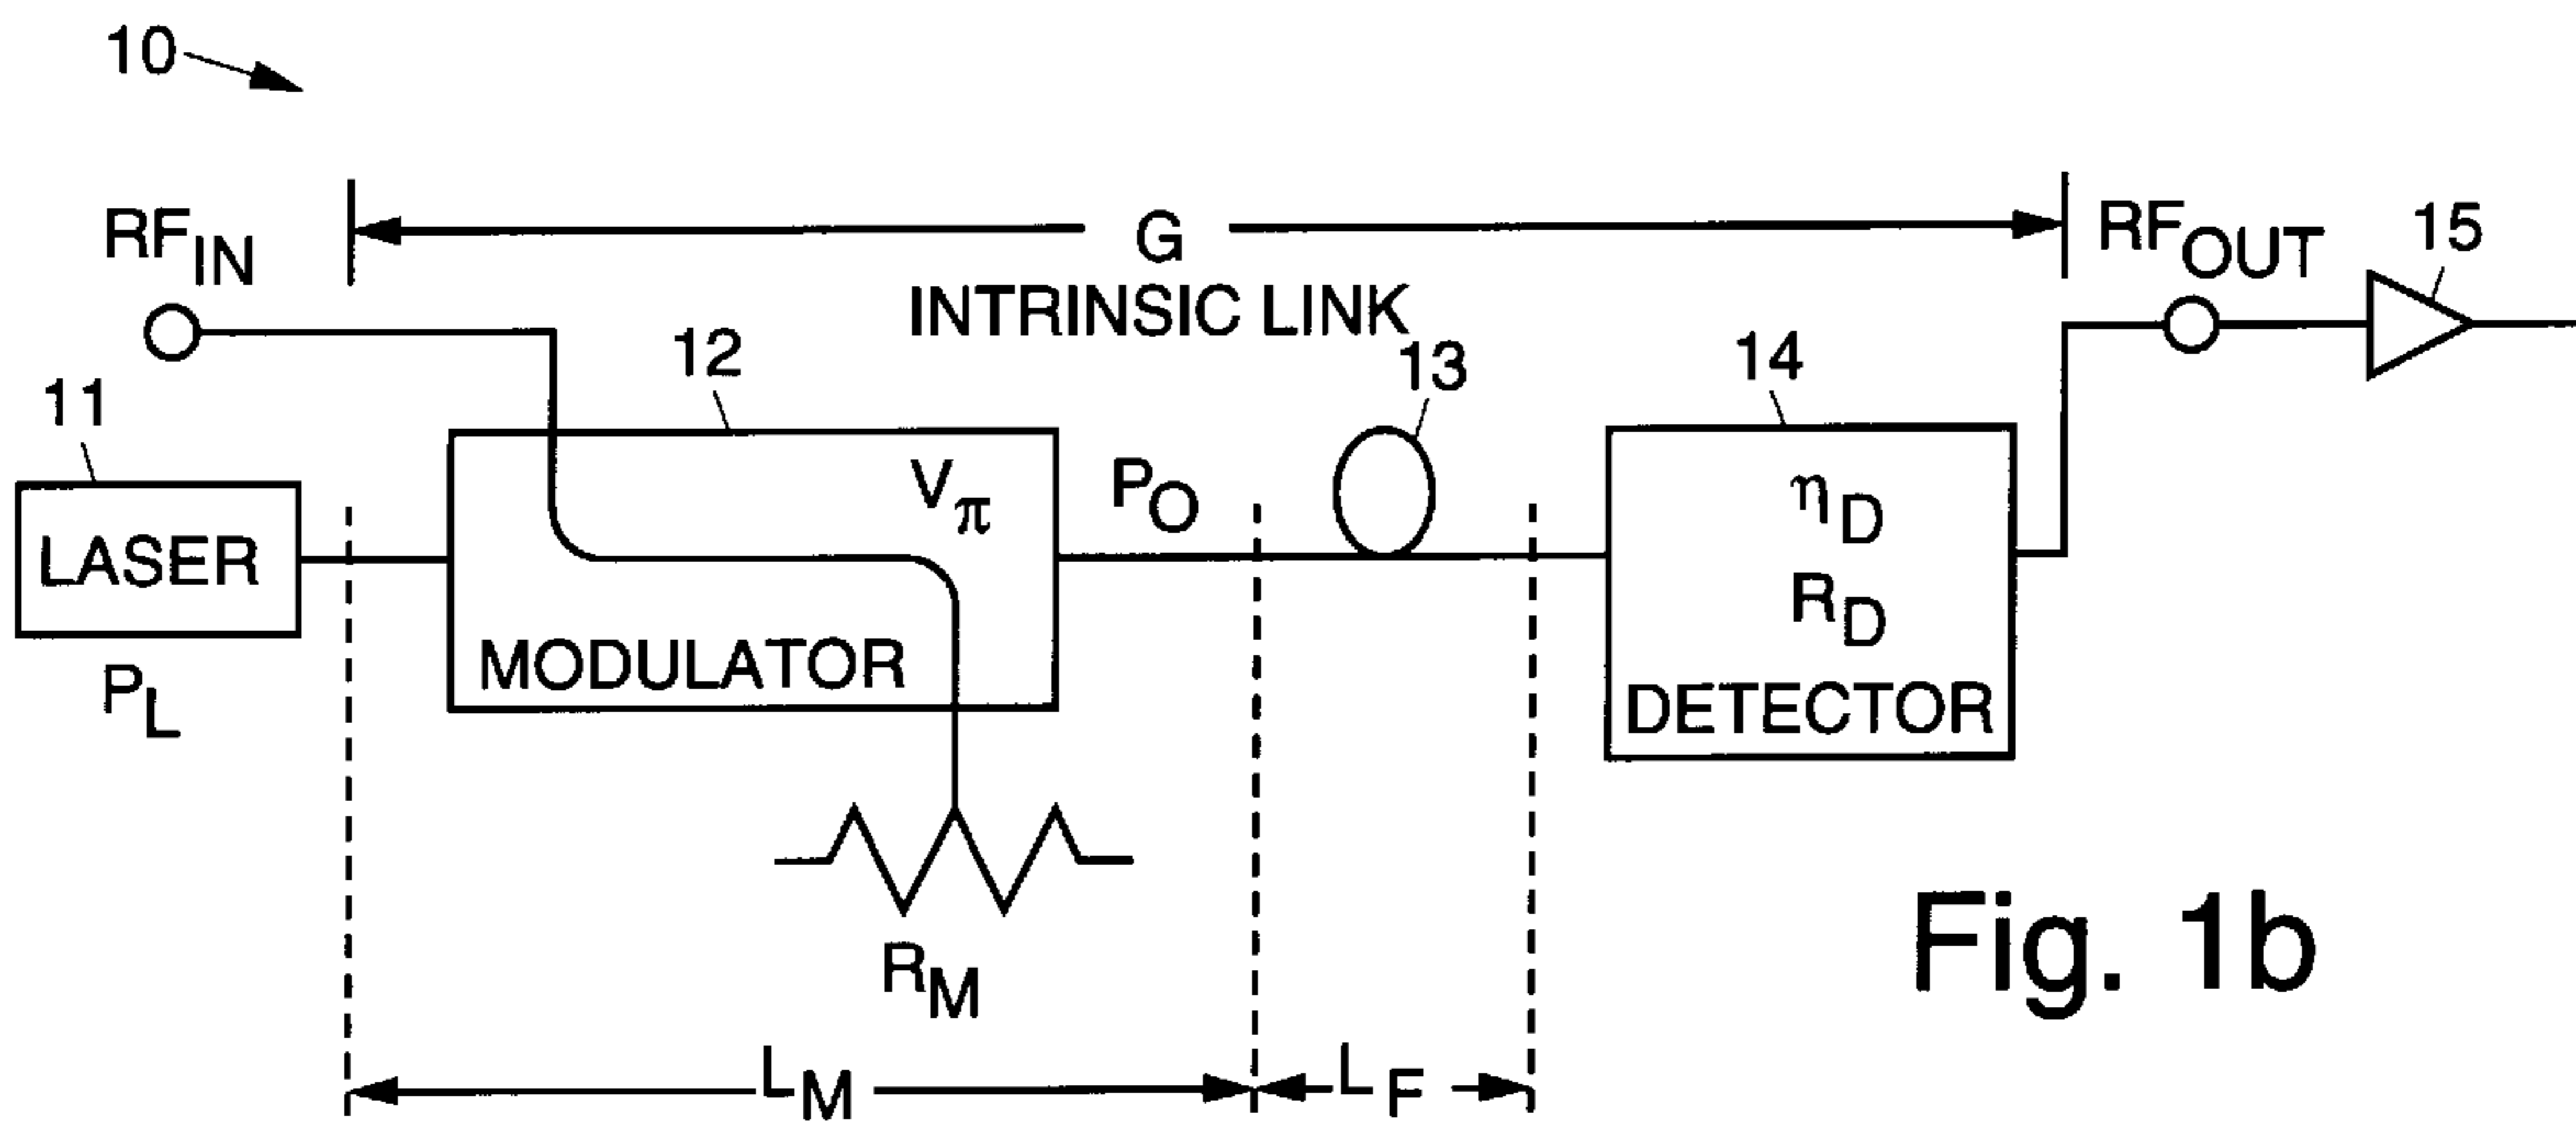 10
RF_IN
G
RF_OUT
15
INTRINSIC LINK
11
12
13
14
LASER
P_L
V_π
MODULATOR
P_O
η_D
R_D
DETECTOR
R_M
L_M
L_F
Fig. 1b